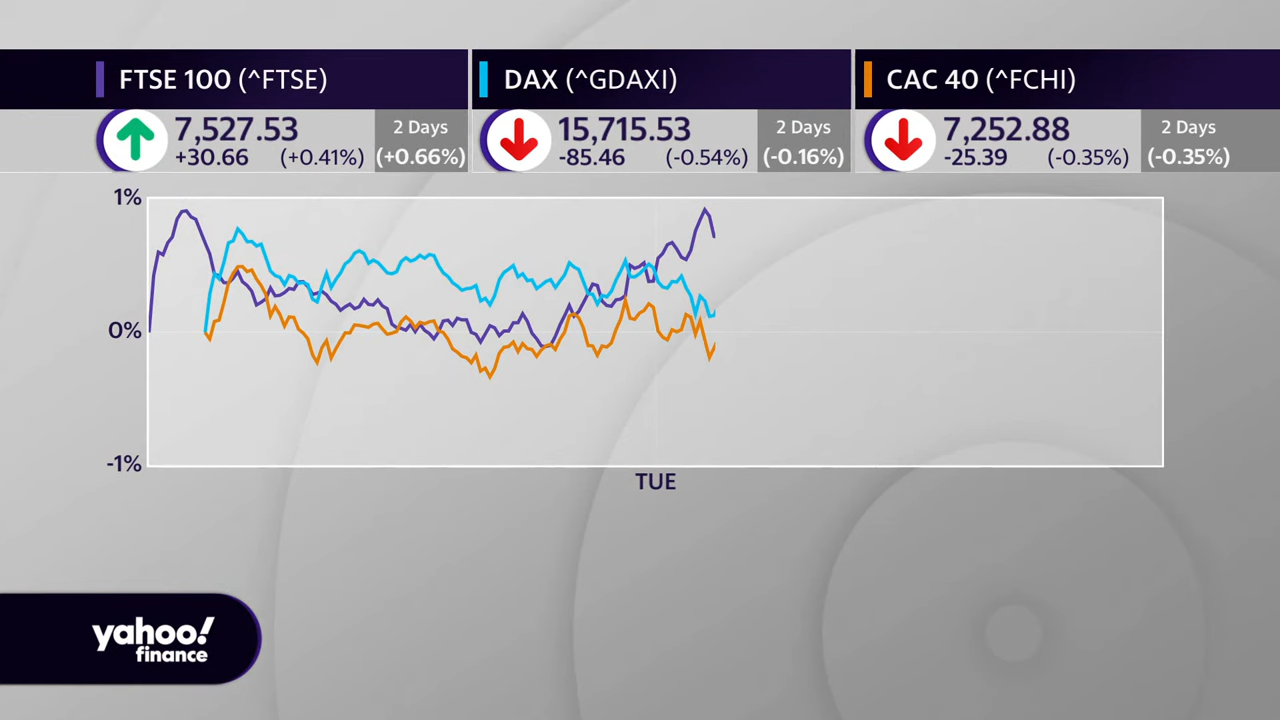 FTSE 100 (^FTSE)
7,527.53
+30.66 (+0.41%)
2 Days
(+0.66%)
DAX (^GDAXI)
15,715.53
-85.46 (-0.54%)
2 Days
(-0.16%)
CAC 40 (^FCHI)
7,252.88
-25.39 (-0.35%)
2 Days
(-0.35%)
1%
0%
-1%
TUE
yahoo!
finance